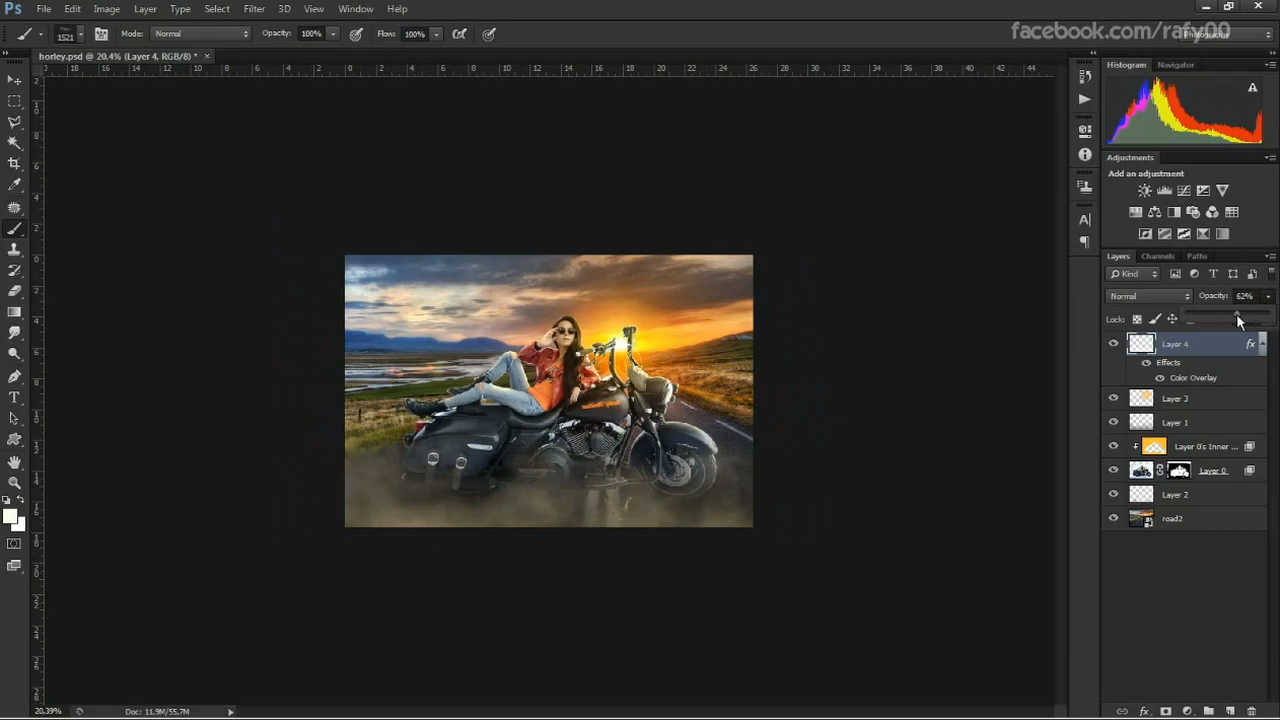 Ps File Edit Image Layer Type Select Filter 3D View Window Help
facebook.com/rafy00
1521 Mode: Normal Opacity: 100% Flow: 100% Photography
horley.psd @ 20,4% (Layer 4, RGB/8) * ×
Histogram Navigator
Adjustments
Add an adjustment
Layers Channels Paths
Kind
Normal Opacity: 62%
Lock:
Layer 4 fx
Effects
Color Overlay
Layer 3
Layer 1
Layer 0's Inner ...
Layer 0
Layer 2
road2
20,39% Doc: 11,9M/55,7M